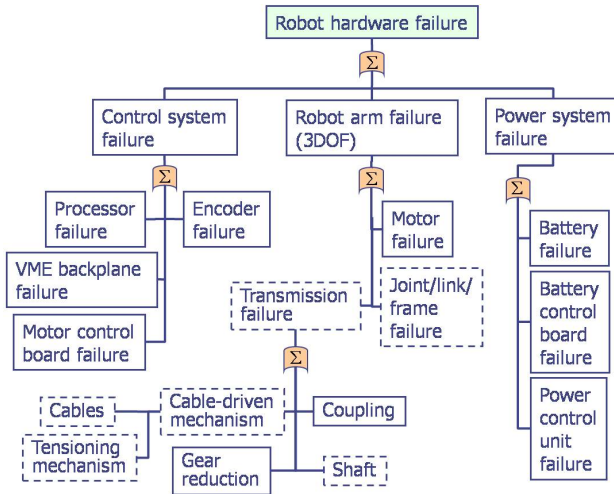 Robot hardware failure
Σ
Control system
failure
Robot arm failure
(3DOF)
Power system
failure
Σ
Σ
Σ
Processor
failure
Encoder
failure
Motor
failure
Battery
failure
VME backplane
failure
Transmission
failure
Joint/link/
frame
failure
Battery
control
board
failure
Motor control
board failure
Σ
Cables
Cable-driven
mechanism
Coupling
Power
control
unit
failure
Tensioning
mechanism
Gear
reduction
Shaft